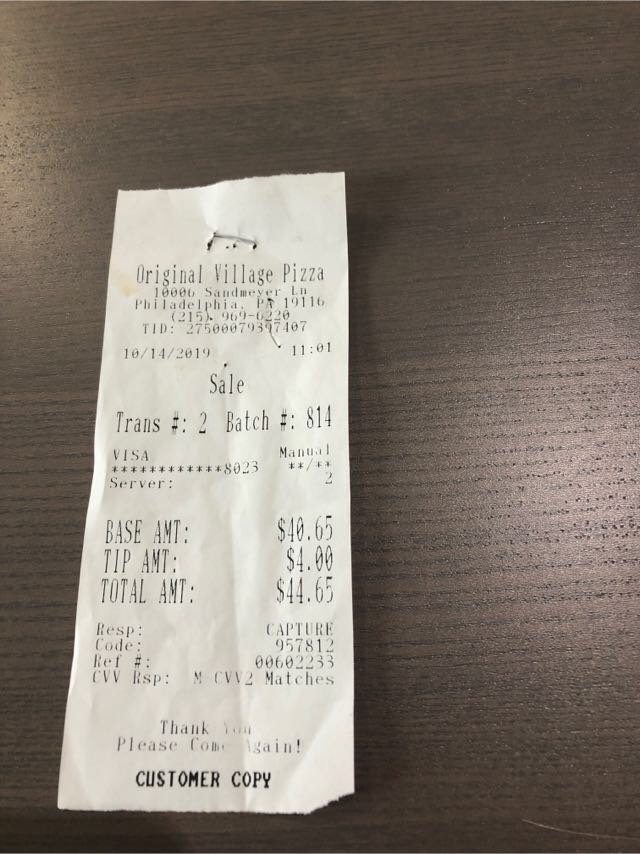 Original Village Pizza
10006 Sandmeyer Ln
Philadelphia, PA 19116
(215) 969-6220
TID: 27500079397407
10/14/2019 11:01
Sale
Trans #: 2 Batch #: 814
VISA Manual
************8023 **/**
Server: 2
BASE AMT: $40.65
TIP AMT: $4.00
TOTAL AMT: $44.65
Resp: CAPTURE
Code: 957812
Ref #: 00602233
CVV Rsp: M CVV2 Matches
Thank You
Please Come Again!
CUSTOMER COPY